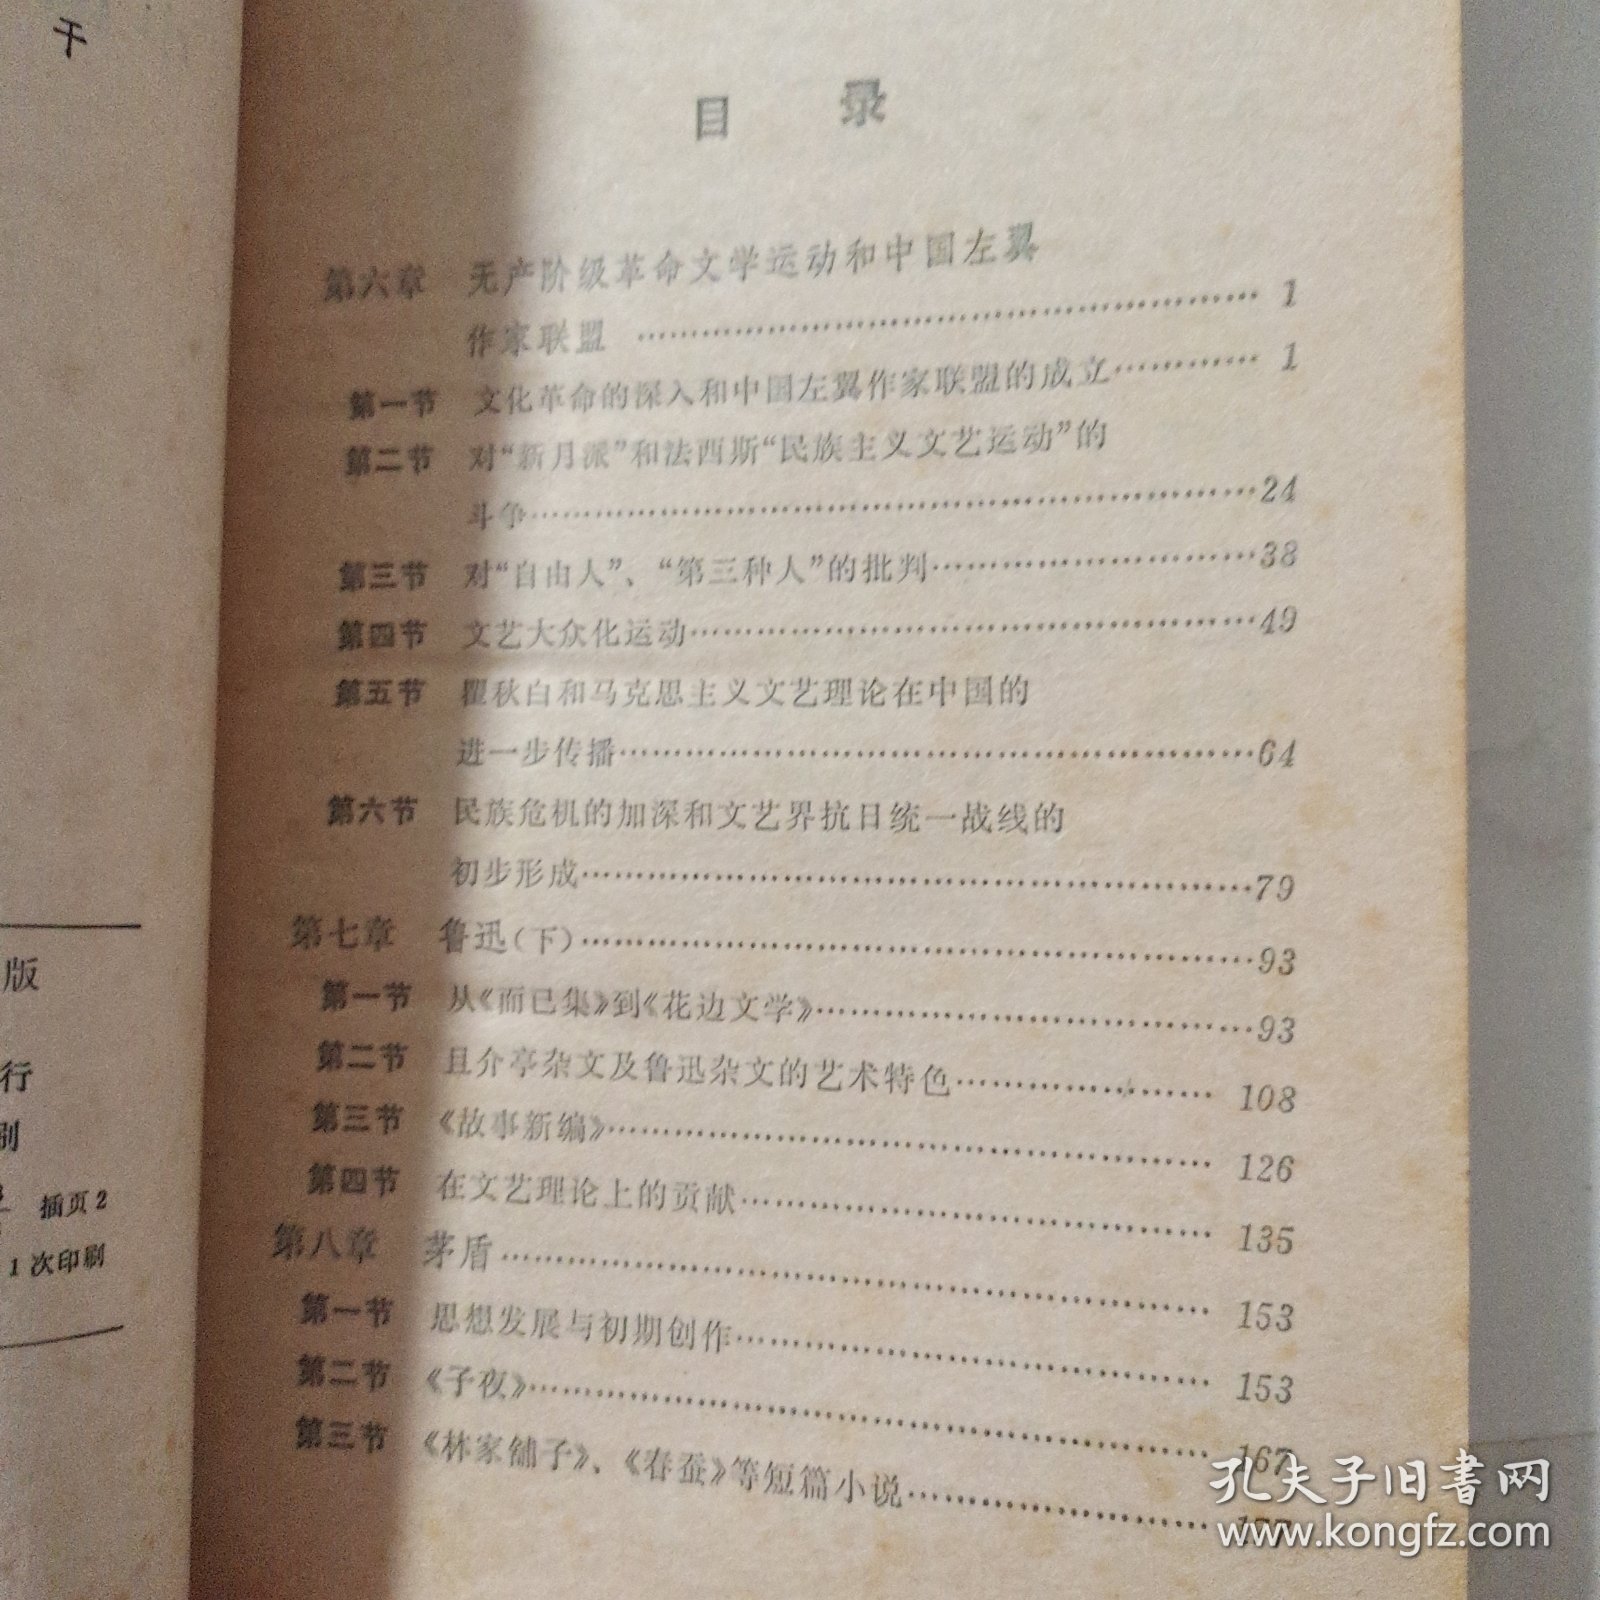 千
目 录
第六章 无产阶级革命文学运动和中国左翼
作家联盟 …………………………………… 1
第一节 文化革命的深入和中国左翼作家联盟的成立………… 1
第二节 对“新月派”和法西斯“民族主义文艺运动”的
斗争……………………………………………24
第三节 对“自由人”、“第三种人”的批判……………………38
第四节 文艺大众化运动……………………………………49
第五节 瞿秋白和马克思主义文艺理论在中国的
进一步传播…………………………………………64
第六节 民族危机的加深和文艺界抗日统一战线的
初步形成……………………………………………79
第七章 鲁迅(下)……………………………………………93
第一节 从《而已集》到《花边文学》……………………………93
第二节 且介亭杂文及鲁迅杂文的艺术特色………………… 108
第三节 《故事新编》……………………………………… 126
第四节 在文艺理论上的贡献……………………………… 135
第八章 茅盾……………………………………………… 153
第一节 思想发展与初期创作……………………………… 153
第二节 《子夜》…………………………………………… 167
第三节 《林家铺子》、《春蚕》等短篇小说…………………
版
行
刷
插页2
1次印刷
孔夫子旧書网
www.kongfz.com